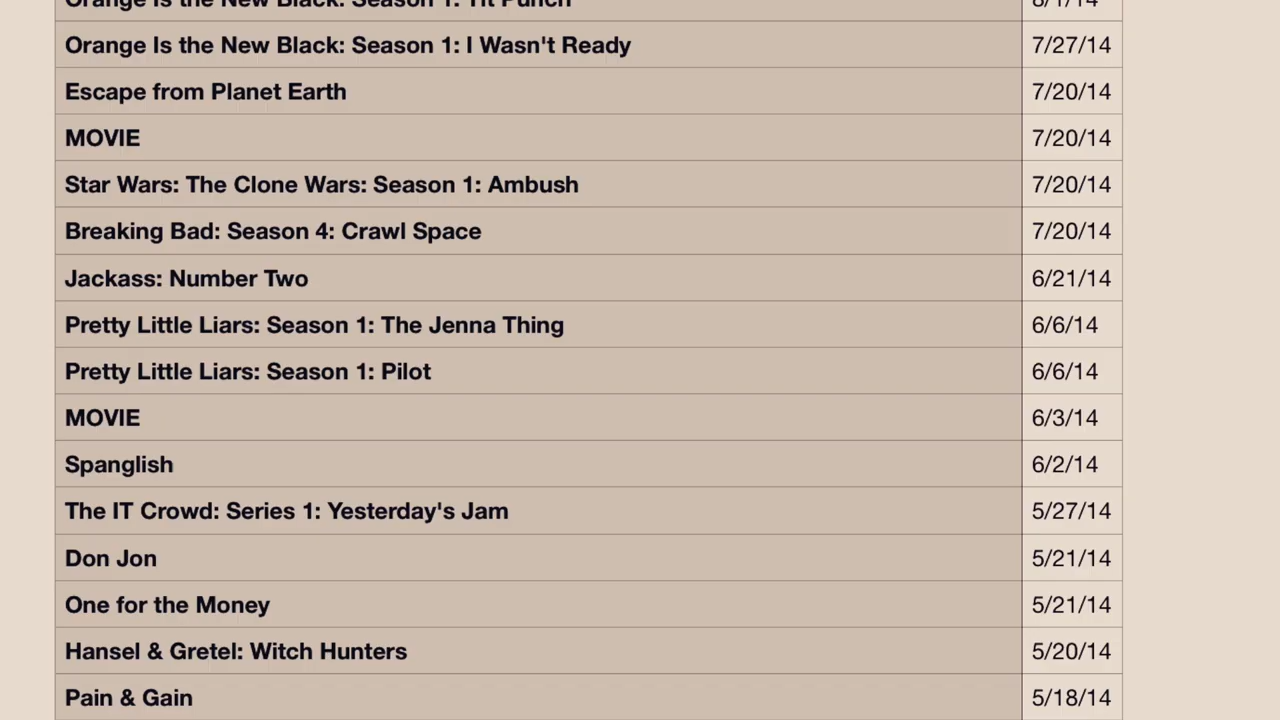 Orange Is the New Black: Season 1: Tit Punch 8/1/14
Orange Is the New Black: Season 1: I Wasn't Ready 7/27/14
Escape from Planet Earth 7/20/14
MOVIE 7/20/14
Star Wars: The Clone Wars: Season 1: Ambush 7/20/14
Breaking Bad: Season 4: Crawl Space 7/20/14
Jackass: Number Two 6/21/14
Pretty Little Liars: Season 1: The Jenna Thing 6/6/14
Pretty Little Liars: Season 1: Pilot 6/6/14
MOVIE 6/3/14
Spanglish 6/2/14
The IT Crowd: Series 1: Yesterday's Jam 5/27/14
Don Jon 5/21/14
One for the Money 5/21/14
Hansel & Gretel: Witch Hunters 5/20/14
Pain & Gain 5/18/14